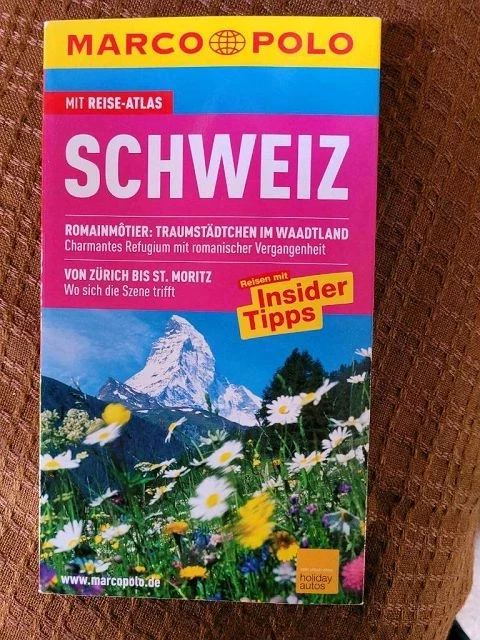 MARCO POLO
MIT REISE-ATLAS
SCHWEIZ
ROMAINMÔTIER: TRAUMSTÄDTCHEN IM WAADTLAND
Charmantes Refugium mit romanischer Vergangenheit
VON ZÜRICH BIS ST. MORITZ
Wo sich die Szene trifft
Reisen mit
Insider
Tipps
www.marcopolo.de
holiday
autos